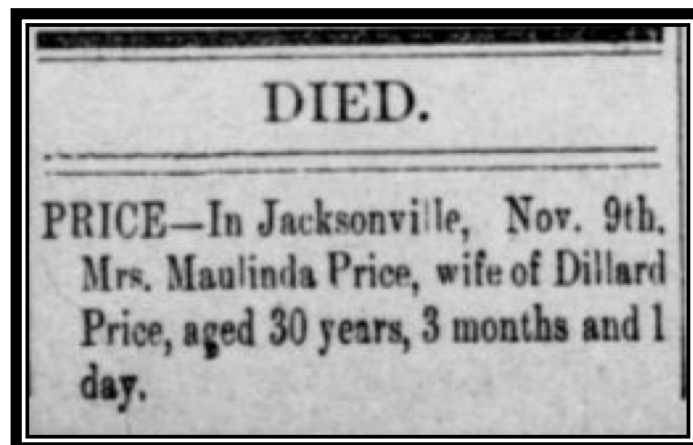 DIED.
PRICE—In Jacksonville, Nov. 9th.
Mrs. Maulinda Price, wife of Dillard
Price, aged 30 years, 3 months and 1
day.